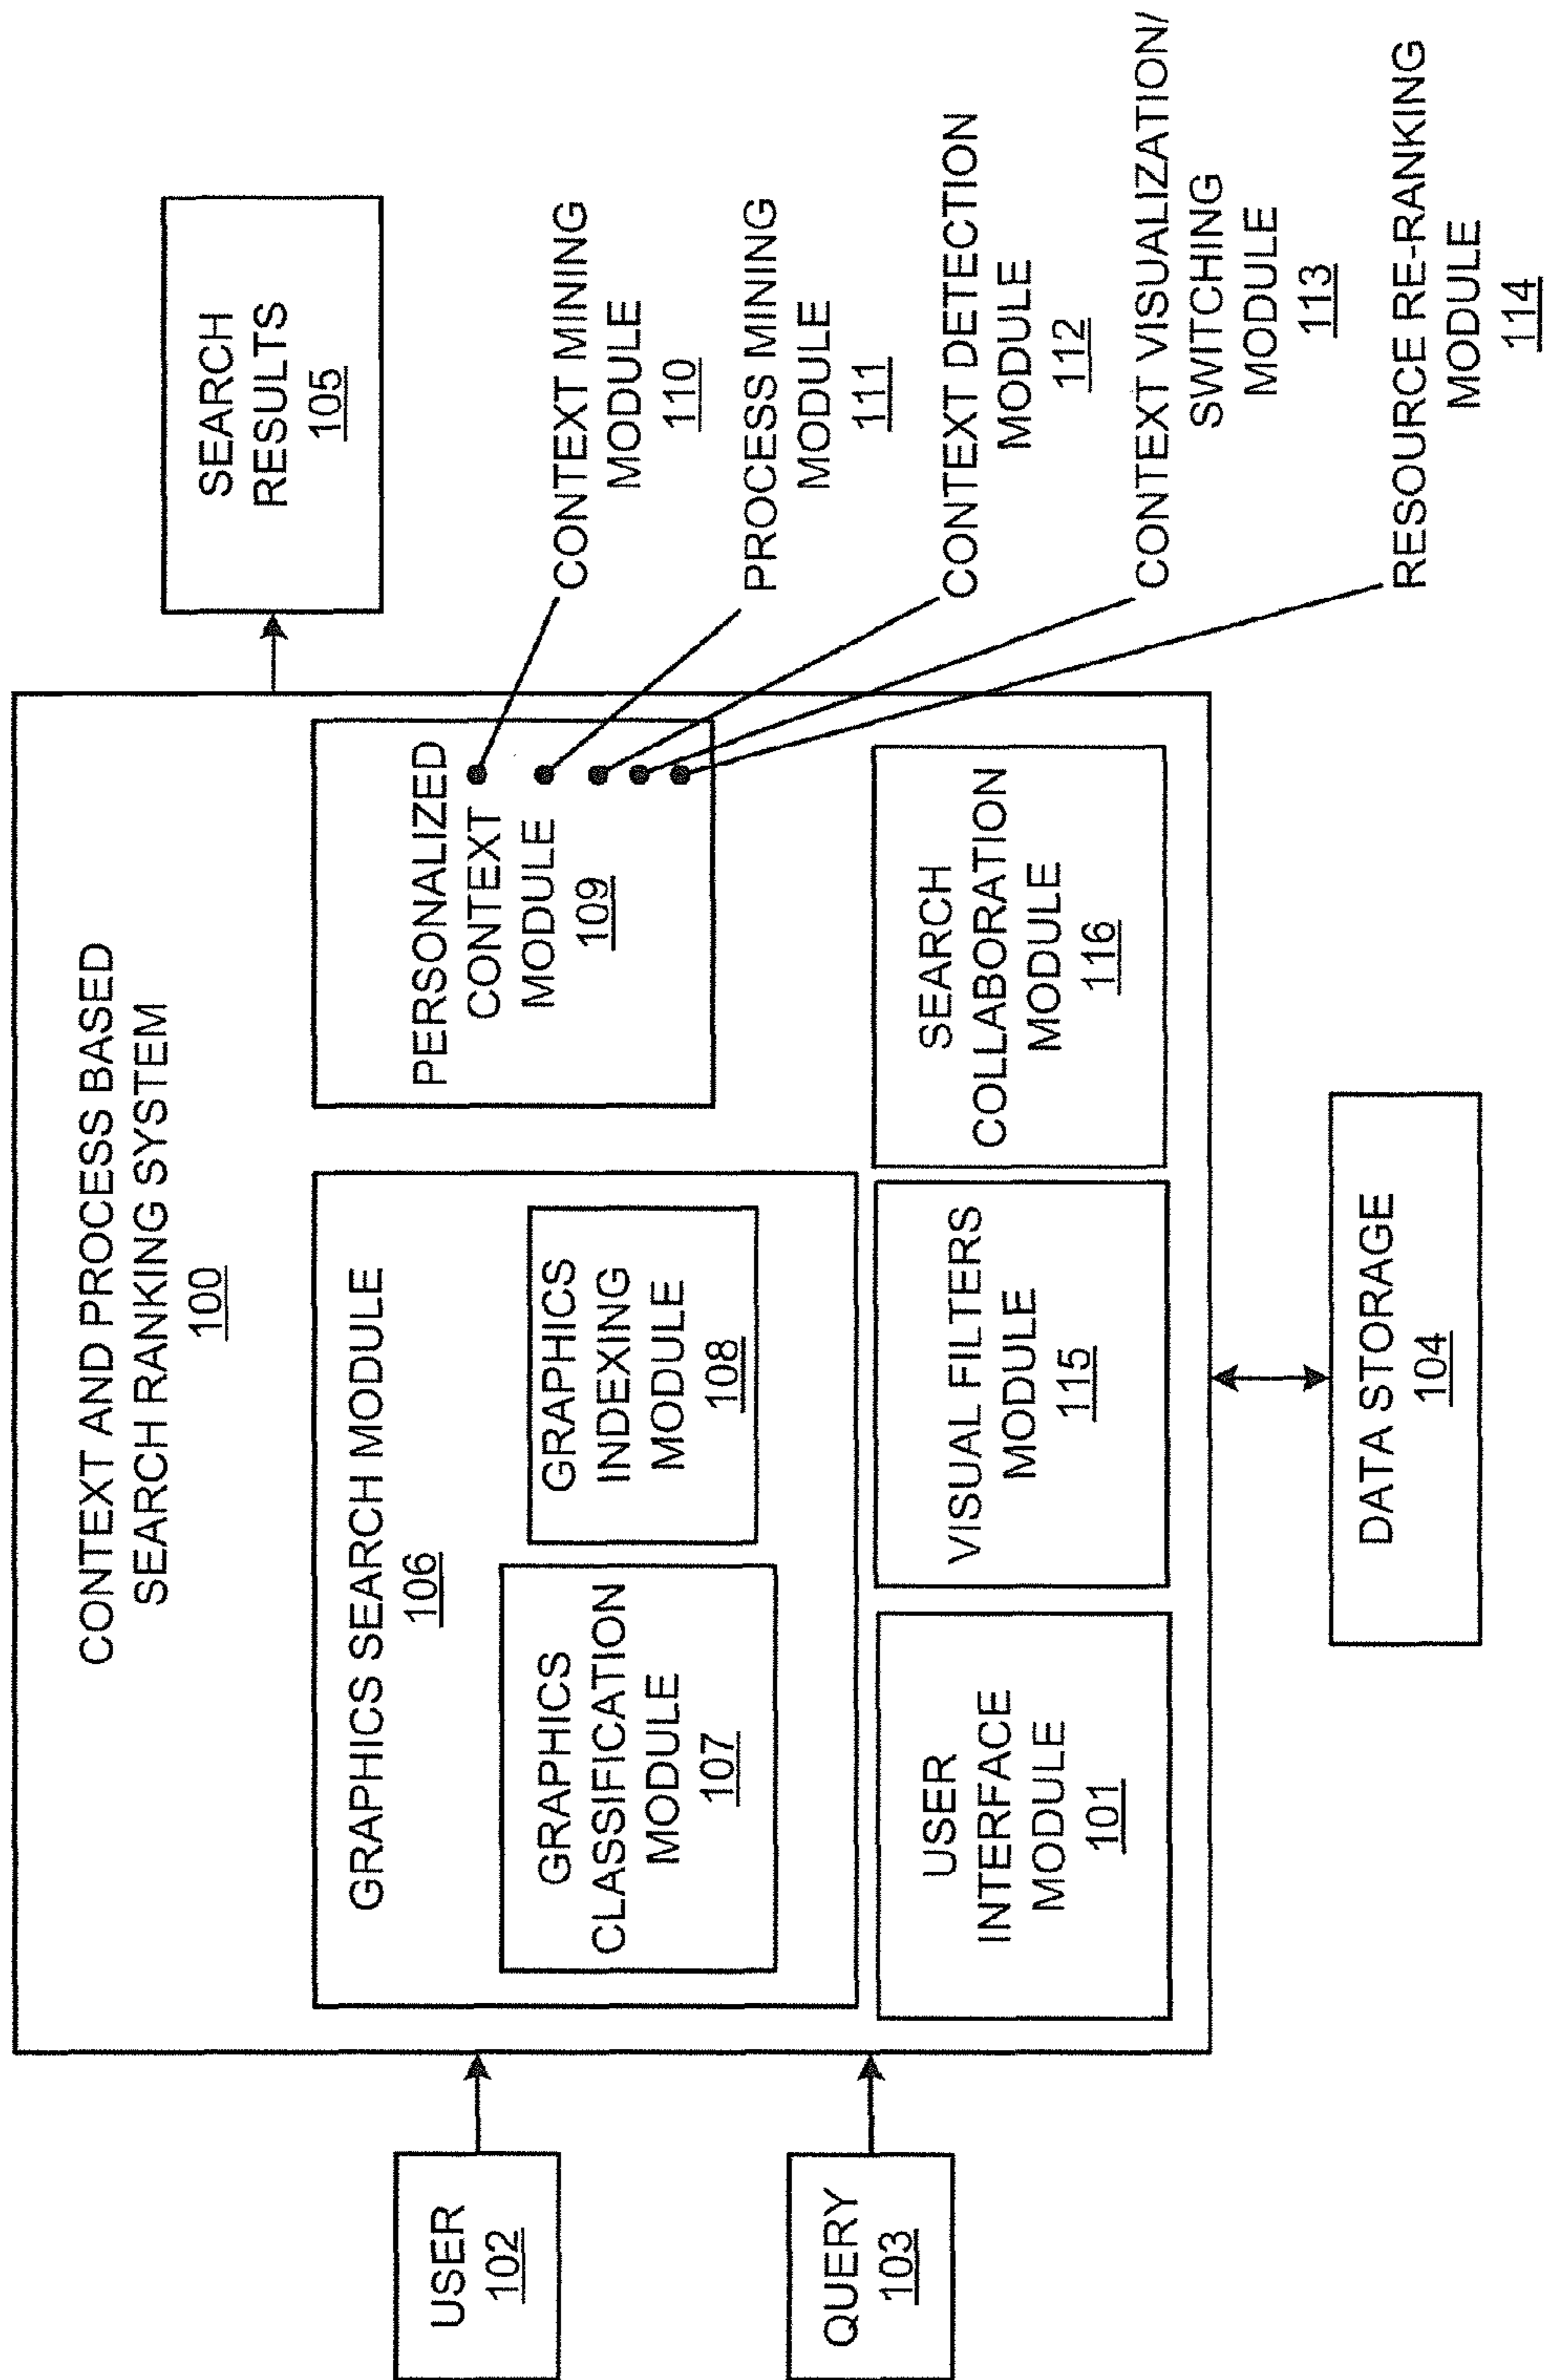 CONTEXT AND PROCESS BASED
SEARCH RANKING SYSTEM
100
USER
102
QUERY
103
GRAPHICS SEARCH MODULE
106
GRAPHICS
CLASSIFICATION
MODULE
107
GRAPHICS
INDEXING
MODULE
108
PERSONALIZED
CONTEXT
MODULE
109
USER
INTERFACE
MODULE
101
VISUAL FILTERS
MODULE
115
SEARCH
COLLABORATION
MODULE
116
DATA STORAGE
104
SEARCH
RESULTS
105
CONTEXT MINING
MODULE
110
PROCESS MINING
MODULE
111
CONTEXT DETECTION
MODULE
112
CONTEXT VISUALIZATION/
SWITCHING
MODULE
113
RESOURCE RE-RANKING
MODULE
114